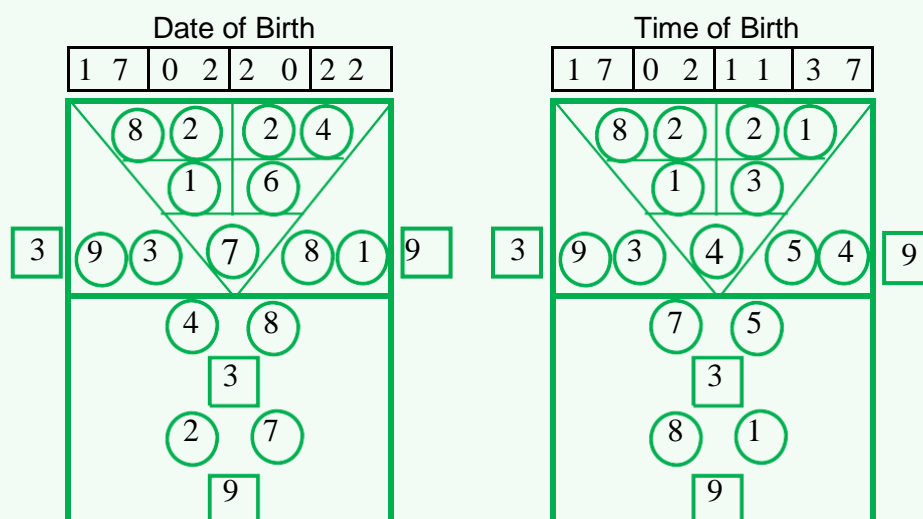 Date of Birth Time of Birth
1 7 0 2 2 0 2 2 1 7 0 2 1 1 3 7
8 2 2 4 8 2 2 1
1 6 1 3
3 9 3 7 8 1 9 3 9 3 4 5 4 9
4 8 7 5
3 3
2 7 8 1
9 9